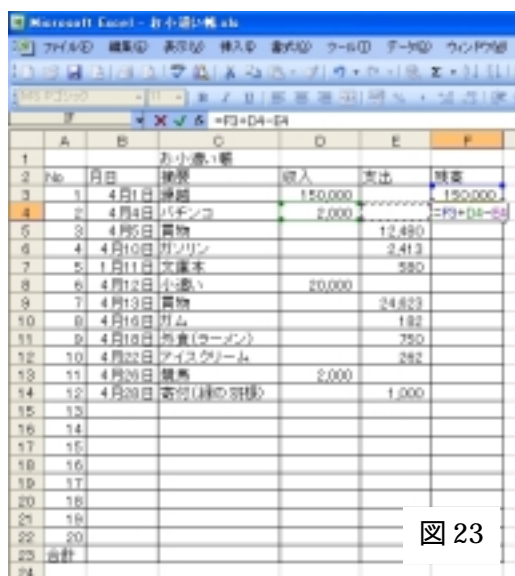 Microsoft Excel - お小遣い帳.xls
ファイル(F) 編集(E) 表示(V) 挿入(I) 書式(O) ツール(T) データ(D) ウィンドウ(W)
IF =F3+D4-E4
A B C D E F
1 お小遣い帳
2 No 月日 摘要 収入 支出 残高
3 1 4月1日 繰越 150,000 150,000
4 2 4月4日 パチンコ 2,000 =F3+D4-E4
5 3 4月5日 買物 12,480
6 4 4月10日 ガソリン 2,413
7 5 1月11日 文庫本 580
8 6 4月12日 小遣い 20,000
9 7 4月13日 買物 24,823
10 8 4月16日 ガム 182
11 9 4月18日 外食(ラーメン) 750
12 10 4月22日 アイスクリーム 262
13 11 4月26日 競馬 2,000
14 12 4月28日 寄付(緑の羽根) 1,000
15 13
16 14
17 15
18 16
19 17
20 18
21 19
22 20
23 合計
24
図 23